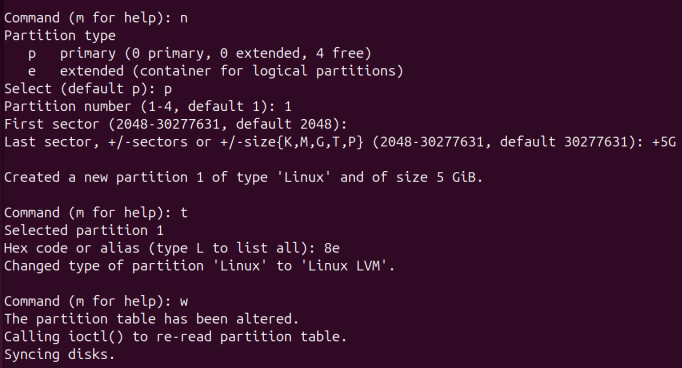 Command (m for help): n
Partition type
   p   primary (0 primary, 0 extended, 4 free)
   e   extended (container for logical partitions)
Select (default p): p
Partition number (1-4, default 1): 1
First sector (2048-30277631, default 2048):
Last sector, +/-sectors or +/-size{K,M,G,T,P} (2048-30277631, default 30277631): +5G

Created a new partition 1 of type 'Linux' and of size 5 GiB.

Command (m for help): t
Selected partition 1
Hex code or alias (type L to list all): 8e
Changed type of partition 'Linux' to 'Linux LVM'.

Command (m for help): w
The partition table has been altered.
Calling ioctl() to re-read partition table.
Syncing disks.